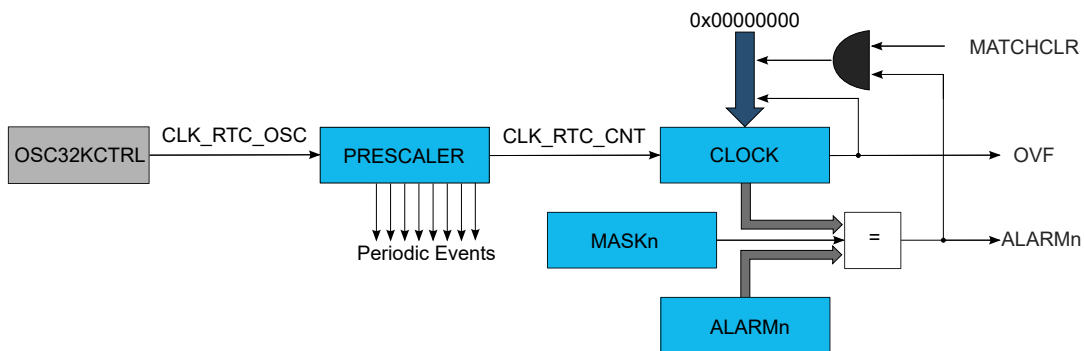 0x00000000
MATCHCLR
OSC32KCTRL
CLK_RTC_OSC
PRESCALER
CLK_RTC_CNT
CLOCK
OVF
Periodic Events
MASKn
=
ALARMn
ALARMn